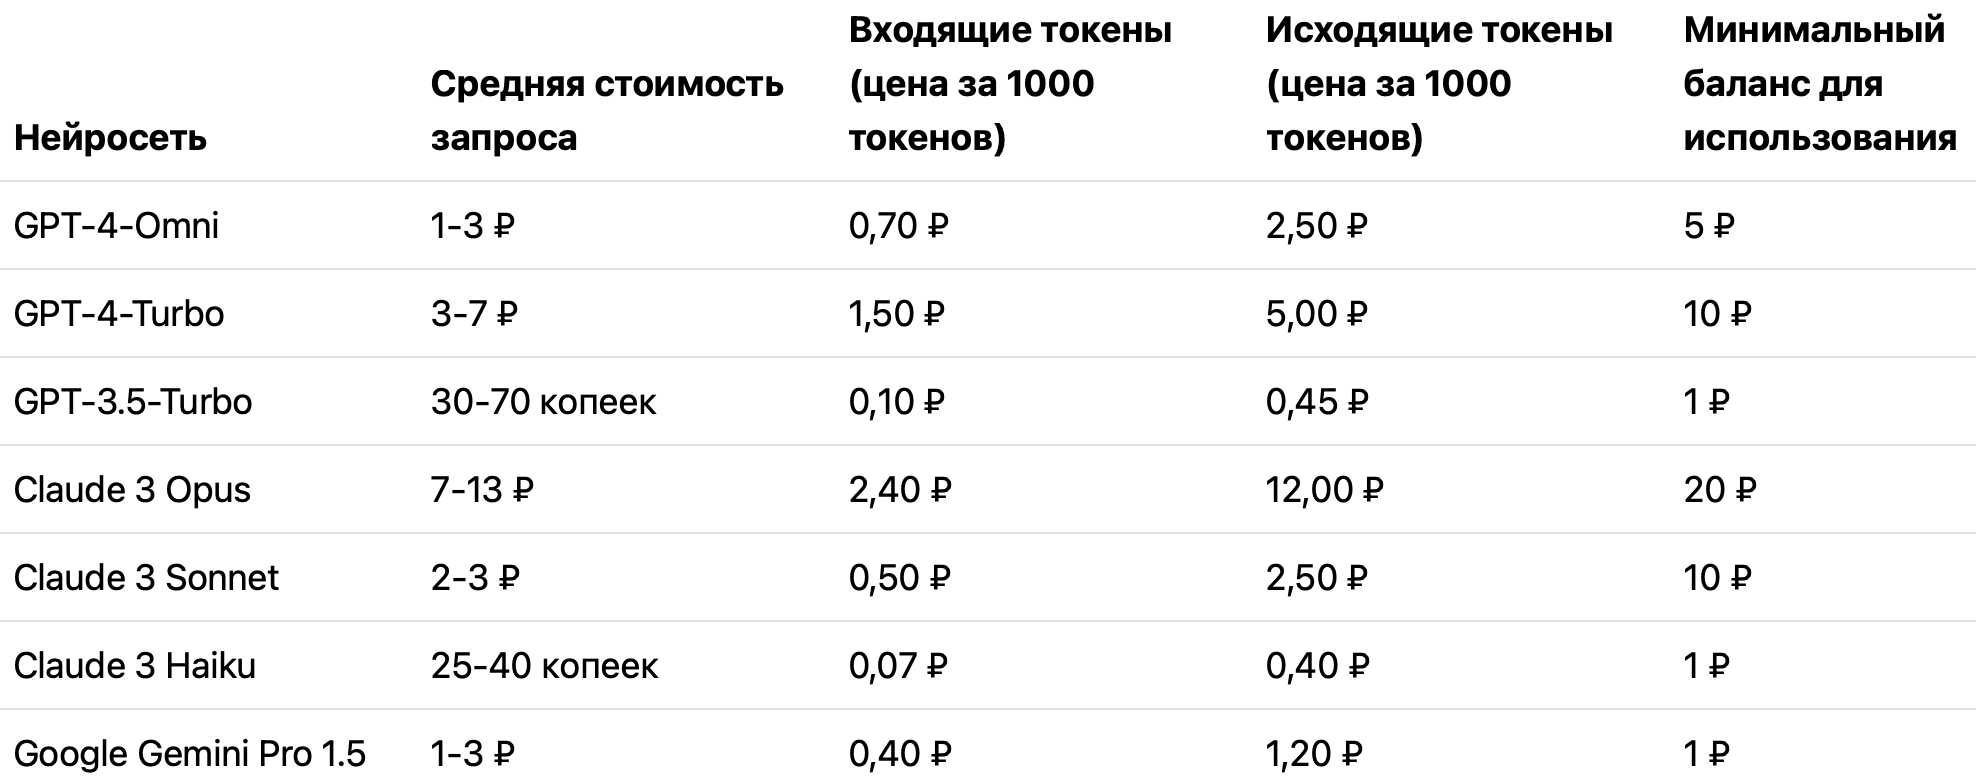 Нейросеть
Средняя стоимость
запроса
Входящие токены
(цена за 1000
токенов)
Исходящие токены
(цена за 1000
токенов)
Минимальный
баланс для
использования
GPT-4-Omni 1-3 ₽ 0,70 ₽ 2,50 ₽ 5 ₽
GPT-4-Turbo 3-7 ₽ 1,50 ₽ 5,00 ₽ 10 ₽
GPT-3.5-Turbo 30-70 копеек 0,10 ₽ 0,45 ₽ 1 ₽
Claude 3 Opus 7-13 ₽ 2,40 ₽ 12,00 ₽ 20 ₽
Claude 3 Sonnet 2-3 ₽ 0,50 ₽ 2,50 ₽ 10 ₽
Claude 3 Haiku 25-40 копеек 0,07 ₽ 0,40 ₽ 1 ₽
Google Gemini Pro 1.5 1-3 ₽ 0,40 ₽ 1,20 ₽ 1 ₽